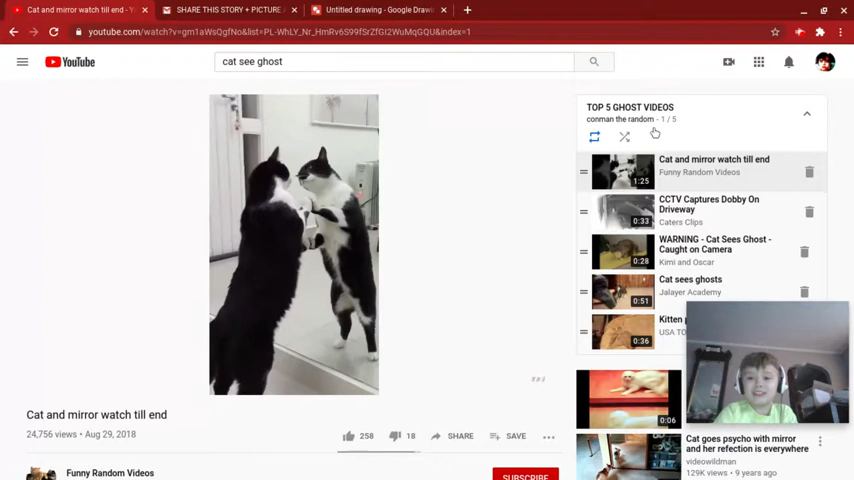 Cat and mirror watch till end - Y
SHARE THIS STORY + PICTURE
Untitled drawing - Google Draw
youtube.com/watch?v=gm1aWsQgfNo&list=PL-WhLY_Nr_HmRv6S99fSrZfGI2WuMqGQU&index=1
YouTube
cat see ghost
TOP 5 GHOST VIDEOS
conman the random - 1 / 5
Cat and mirror watch till end
Funny Random Videos
1:25
CCTV Captures Dobby On
Driveway
Caters Clips
0:33
WARNING - Cat Sees Ghost -
Caught on Camera
Kimi and Oscar
0:28
Cat sees ghosts
Jalayer Academy
0:51
Kitten
USA TO
0:36
###
Cat and mirror watch till end
24,756 views • Aug 29, 2018
258
18
SHARE
SAVE
0:06
Cat goes psycho with mirror
and her refection is everywhere
videowildman
129K views • 9 years ago
Funny Random Videos
SUBSCRIBE